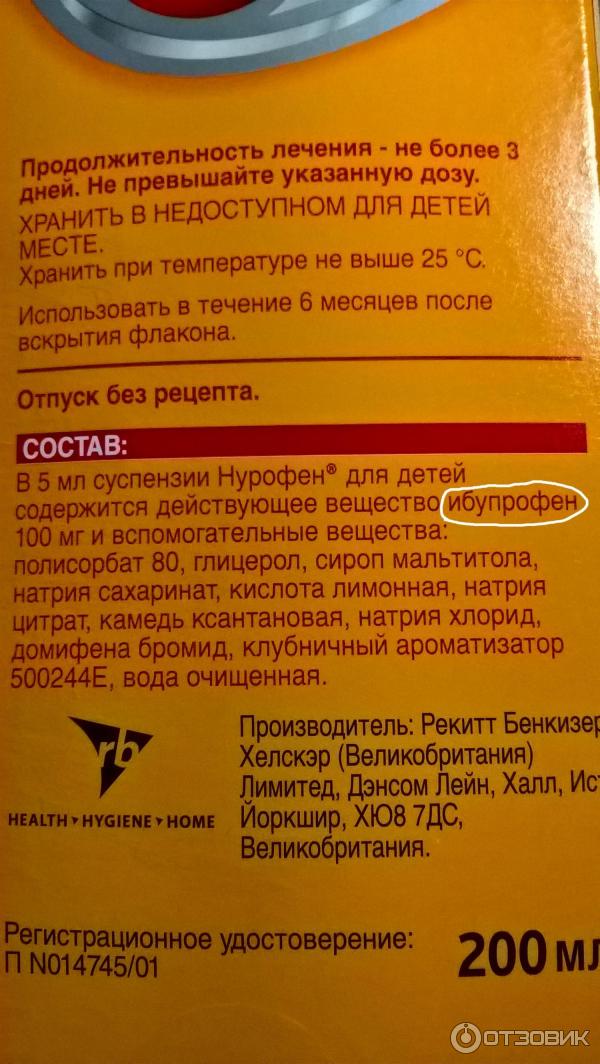 Продолжительность лечения - не более 3
дней. Не превышайте указанную дозу.
ХРАНИТЬ В НЕДОСТУПНОМ ДЛЯ ДЕТЕЙ
МЕСТЕ.
Хранить при температуре не выше 25 °C.
Использовать в течение 6 месяцев после
вскрытия флакона.
Отпуск без рецепта.
СОСТАВ:
В 5 мл суспензии Нурофен® для детей
содержится действующее вещество ибупрофен
100 мг и вспомогательные вещества:
полисорбат 80, глицерол, сироп мальтитола,
натрия сахаринат, кислота лимонная, натрия
цитрат, камедь ксантановая, натрия хлорид,
домифена бромид, клубничный ароматизатор
500244E, вода очищенная.
rb
HEALTH HYGIENE HOME
Производитель: Рекитт Бенкизер
Хелскэр (Великобритания)
Лимитед, Дэнсом Лейн, Халл, Ист
Йоркшир, ХЮ8 7ДС,
Великобритания.
Регистрационное удостоверение:
П N014745/01
200 мл
ОТЗОВИК